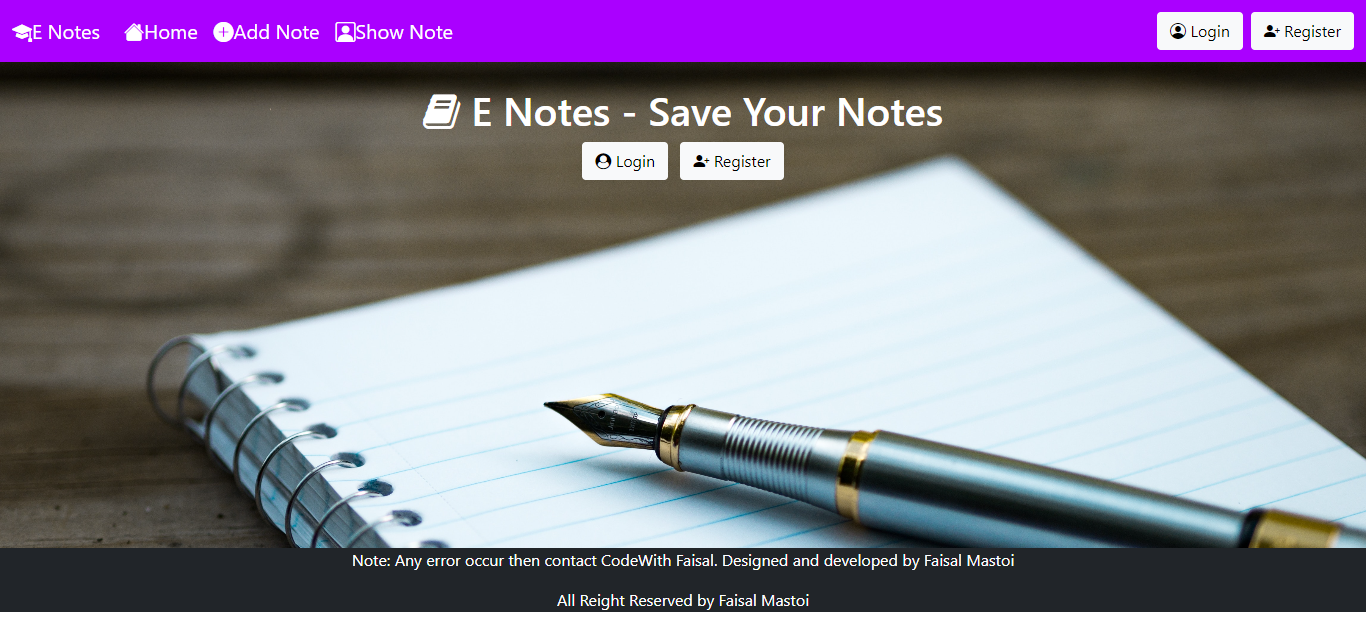 E Notes Home Add Note Show Note Login Register
E Notes - Save Your Notes
Login Register
Note: Any error occur then contact CodeWith Faisal. Designed and developed by Faisal Mastoi
All Reight Reserved by Faisal Mastoi